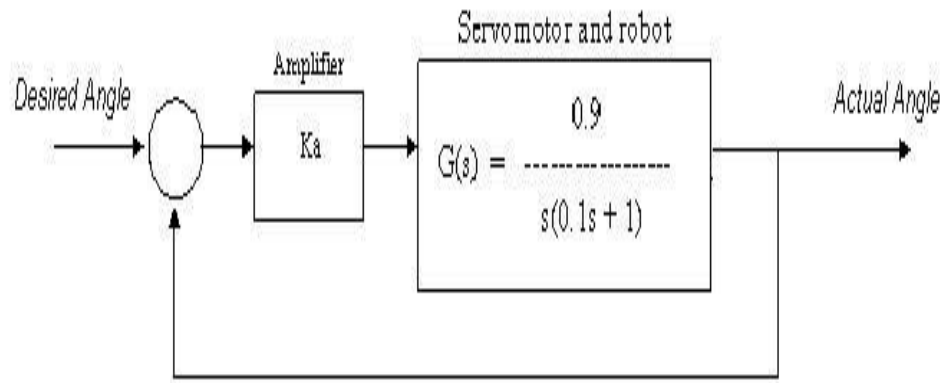 Servomotor and robot
Amplifier
Desired Angle
Actual Angle
Ka
0.9
G(s) = ------------------
s(0.1s + 1)